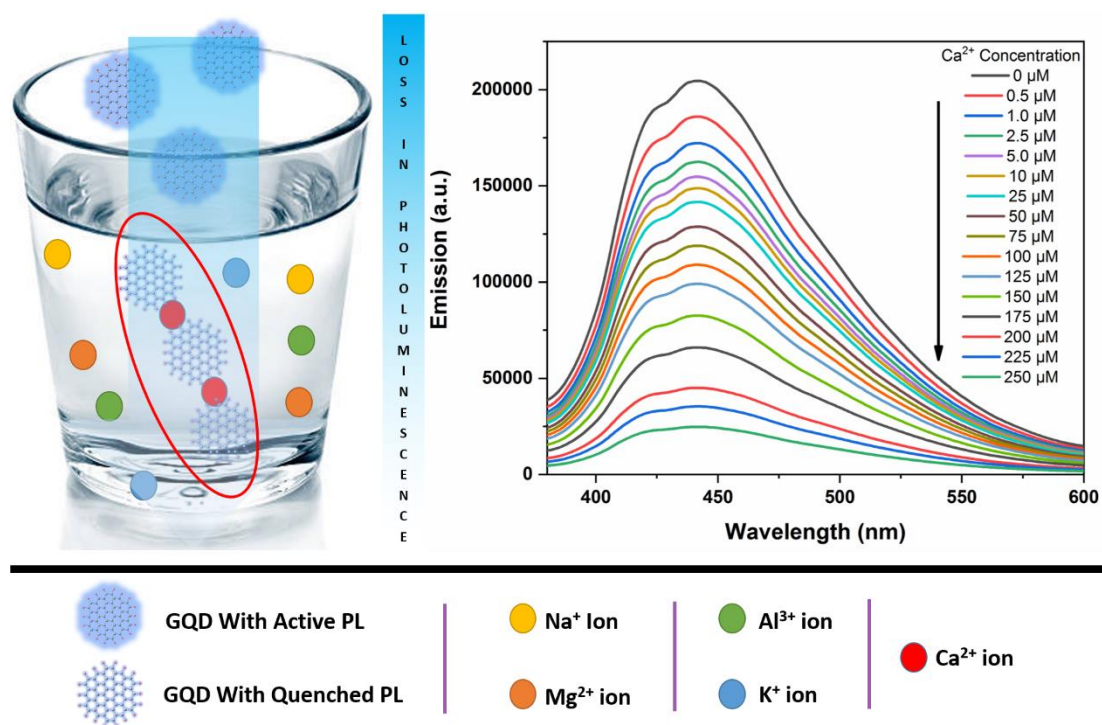 LOSS IN PHOTOLUMINESCENCE
Ca²⁺ Concentration
0 µM
0.5 µM
1.0 µM
2.5 µM
5.0 µM
10 µM
25 µM
50 µM
75 µM
100 µM
125 µM
150 µM
175 µM
200 µM
225 µM
250 µM
Emission (a.u.)
200000
150000
100000
50000
0
400
450
500
550
600
Wavelength (nm)
GQD With Active PL
GQD With Quenched PL
Na⁺ Ion
Mg²⁺ ion
Al³⁺ ion
K⁺ ion
Ca²⁺ ion